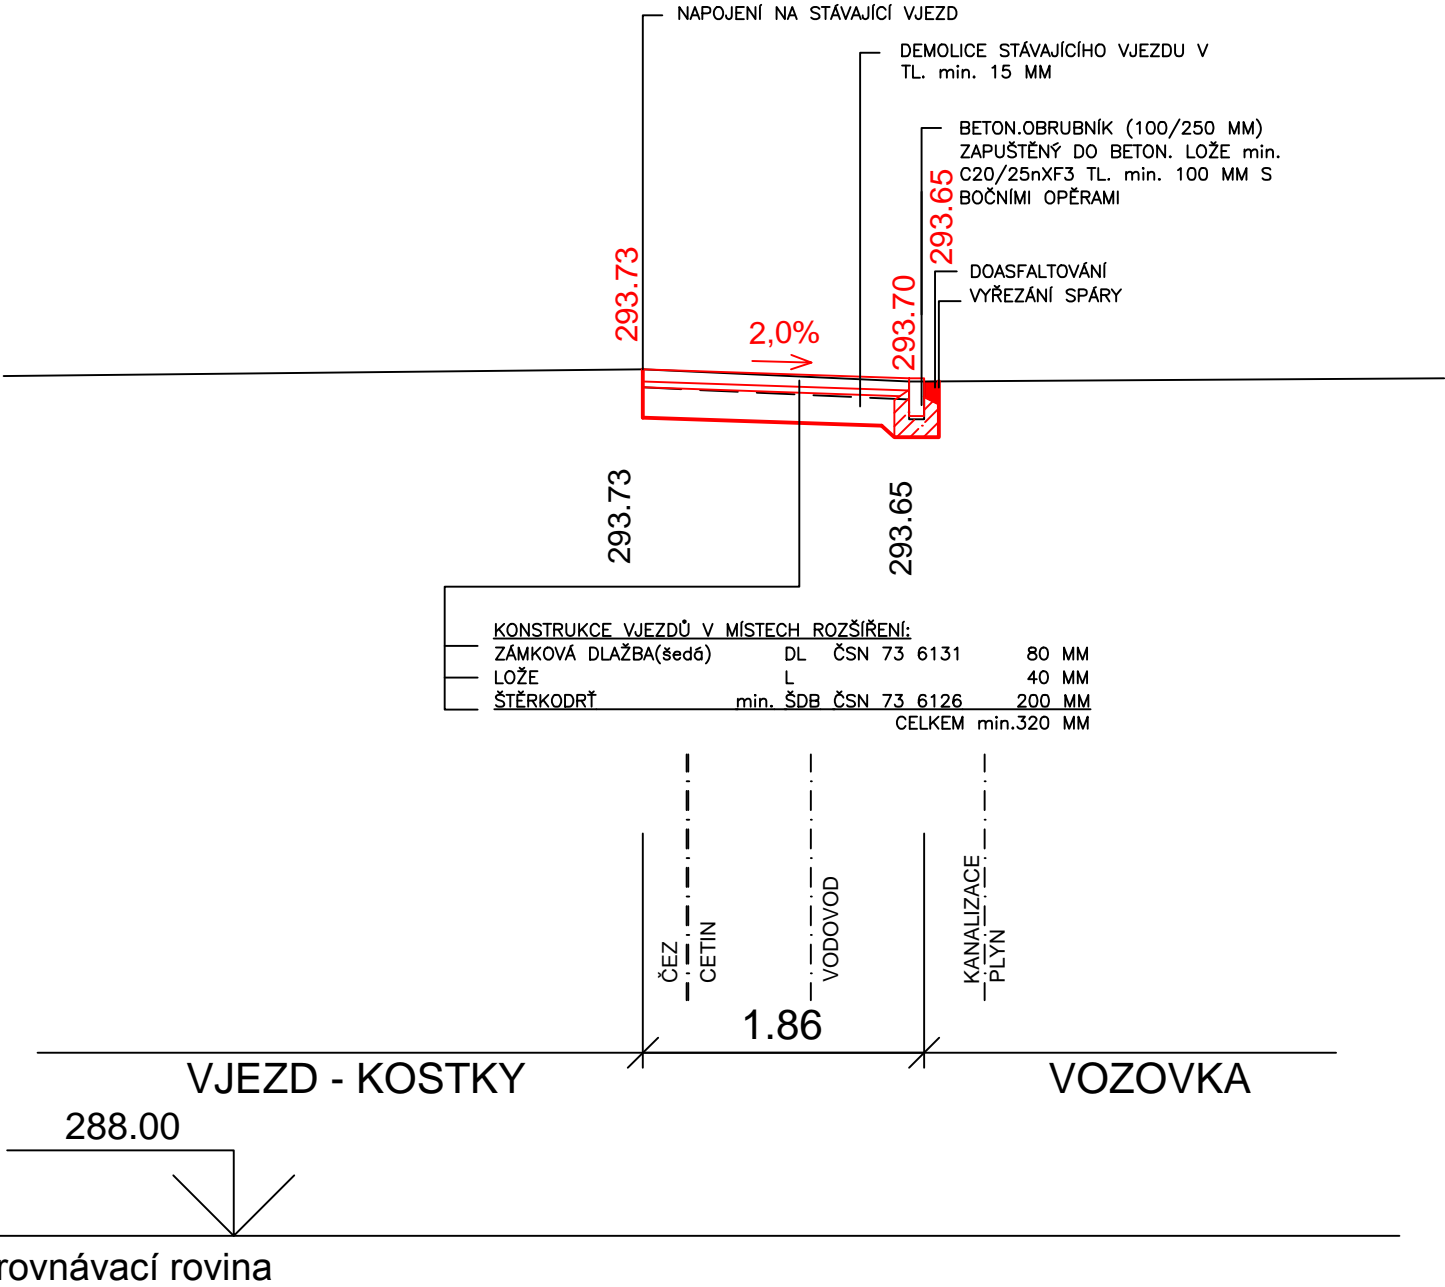 NAPOJENÍ NA STÁVAJÍCÍ VJEZD
DEMOLICE STÁVAJÍCÍHO VJEZDU V
TL. min. 15 MM
BETON.OBRUBNÍK (100/250 MM)
ZAPUŠTĚNÝ DO BETON. LOŽE min.
C20/25nXF3 TL. min. 100 MM S
BOČNÍMI OPĚRAMI
293.65
293.73
293.70
DOASFALTOVÁNÍ
VYŘEZÁNÍ SPÁRY
2,0%
293.73
293.65
KONSTRUKCE VJEZDŮ V MÍSTECH ROZŠÍŘENÍ:
ZÁMKOVÁ DLAŽBA(šedá) DL ČSN 73 6131 80 MM
LOŽE L 40 MM
ŠTĚRKODRŤ min. ŠDB ČSN 73 6126 200 MM
CELKEM min.320 MM
ČEZ
CETIN
VODOVOD
KANALIZACE
PLYN
1.86
VJEZD - KOSTKY
VOZOVKA
288.00
rovnávací rovina